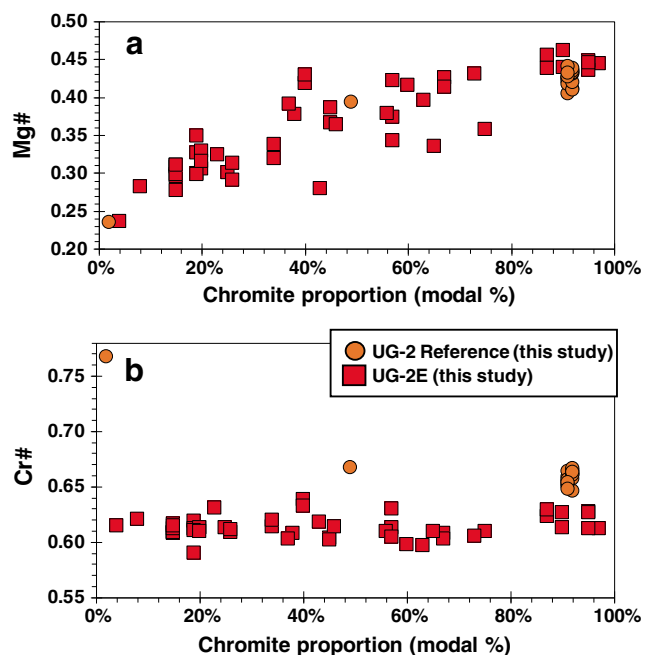 a
0.50
0.45
0.40
0.35
0.30
0.25
0.20
Mg#
0% 20% 40% 60% 80% 100%
Chromite proportion (modal %)
b
UG-2 Reference (this study)
UG-2E (this study)
0.75
0.70
0.65
0.60
0.55
Cr#
0% 20% 40% 60% 80% 100%
Chromite proportion (modal %)